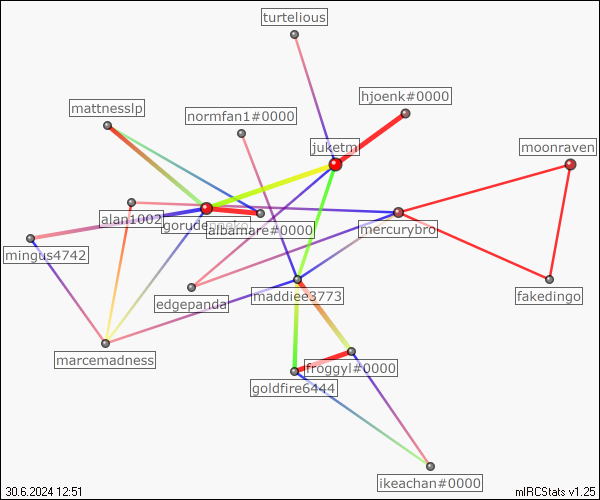 turtelious
hjoenk#0000
mattnesslp
normfan1#0000
juketm
moonraven
alan1002
albamare#0000
mercurybro
mingus4742
edgepanda
maddiee3773
fakedingo
marcemadness
froggyl#0000
goldfire6444
ikeachan#0000
30.6.2024 12:51
mIRCStats v1.25